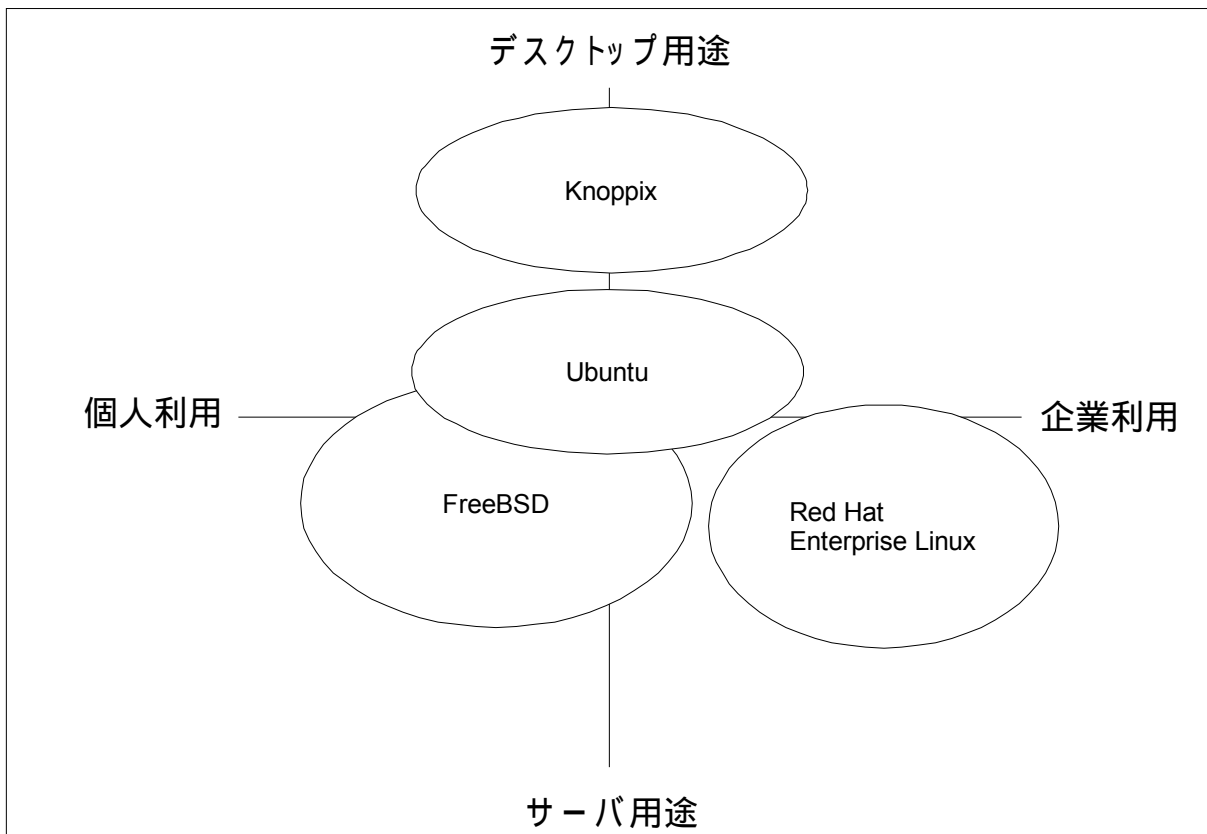 デスクトップ用途
Knoppix
Ubuntu
個人利用
企業利用
FreeBSD
Red Hat
Enterprise Linux
サーバ用途